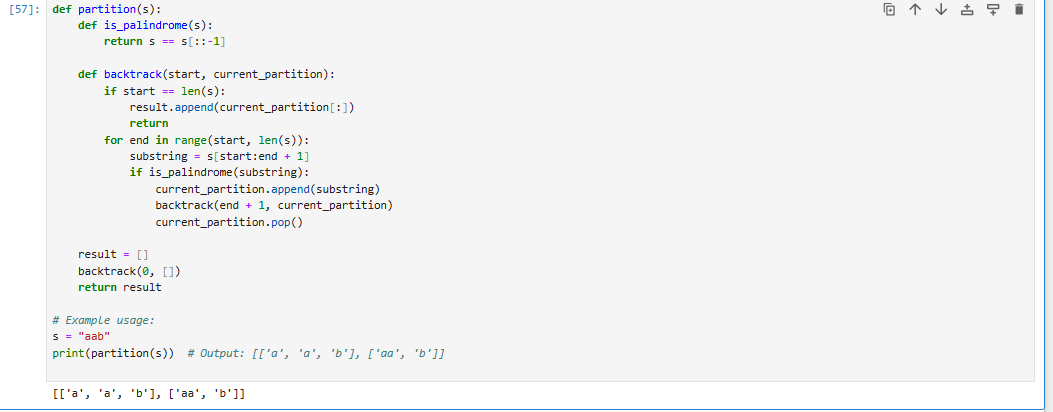 [57]: def partition(s):
    def is_palindrome(s):
        return s == s[::-1]

    def backtrack(start, current_partition):
        if start == len(s):
            result.append(current_partition[:])
            return
        for end in range(start, len(s)):
            substring = s[start:end + 1]
            if is_palindrome(substring):
                current_partition.append(substring)
                backtrack(end + 1, current_partition)
                current_partition.pop()

    result = []
    backtrack(0, [])
    return result

# Example usage:
s = "aab"
print(partition(s))  # Output: [['a', 'a', 'b'], ['aa', 'b']]

[['a', 'a', 'b'], ['aa', 'b']]